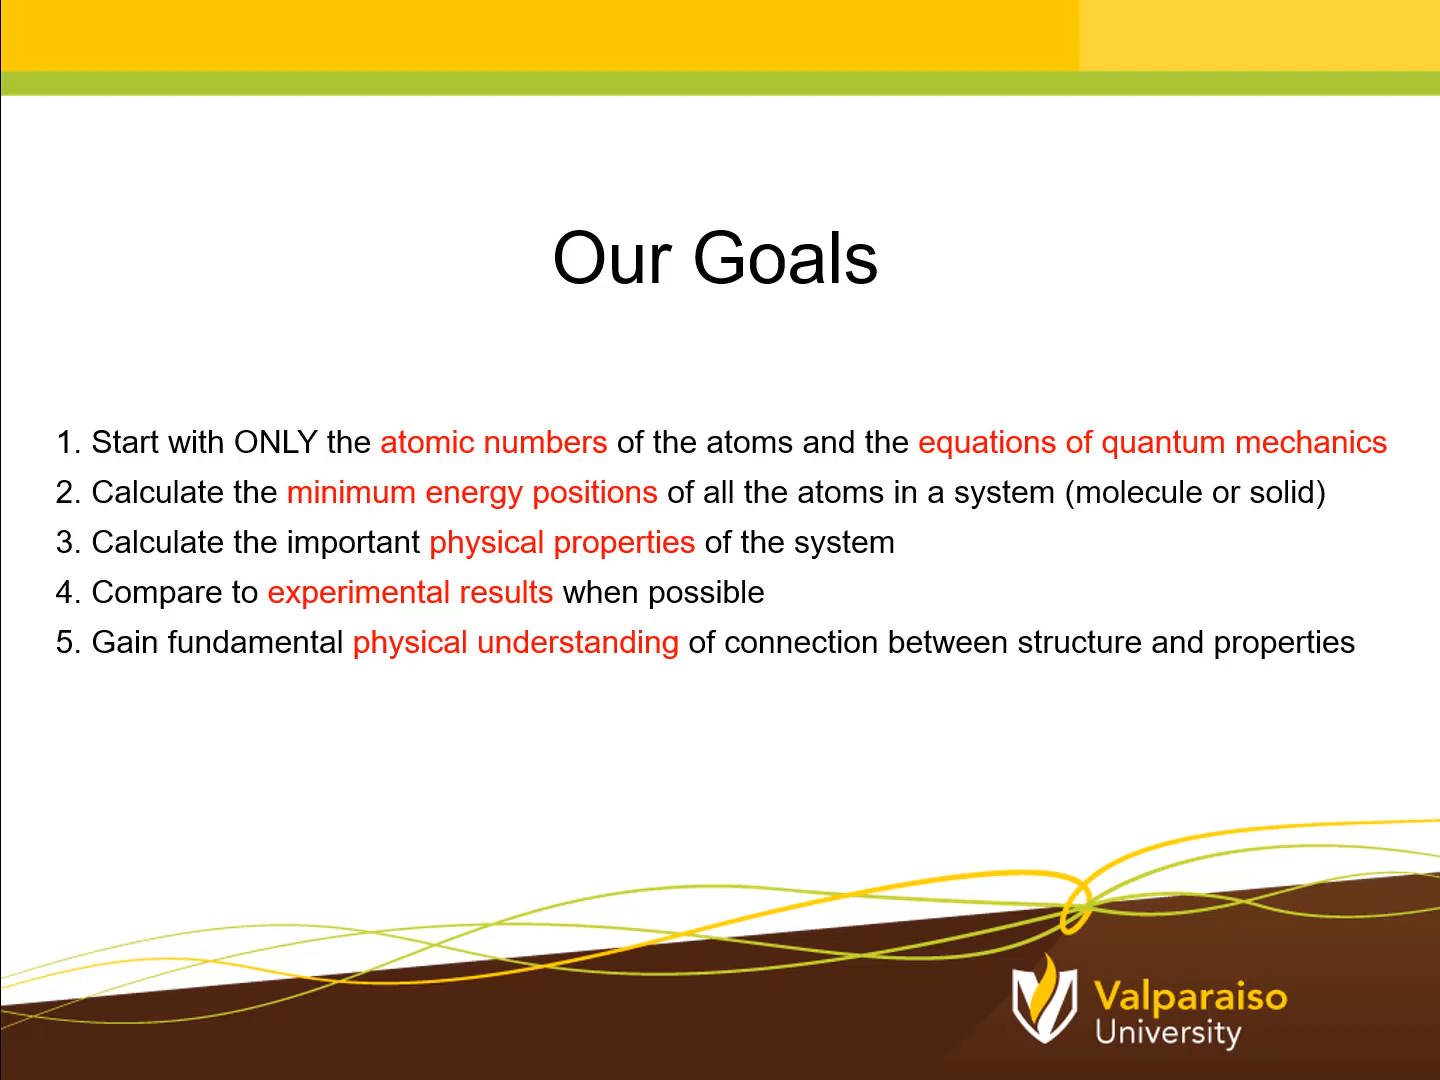 Our Goals
1. Start with ONLY the atomic numbers of the atoms and the equations of quantum mechanics
2. Calculate the minimum energy positions of all the atoms in a system (molecule or solid)
3. Calculate the important physical properties of the system
4. Compare to experimental results when possible
5. Gain fundamental physical understanding of connection between structure and properties
Valparaiso
University